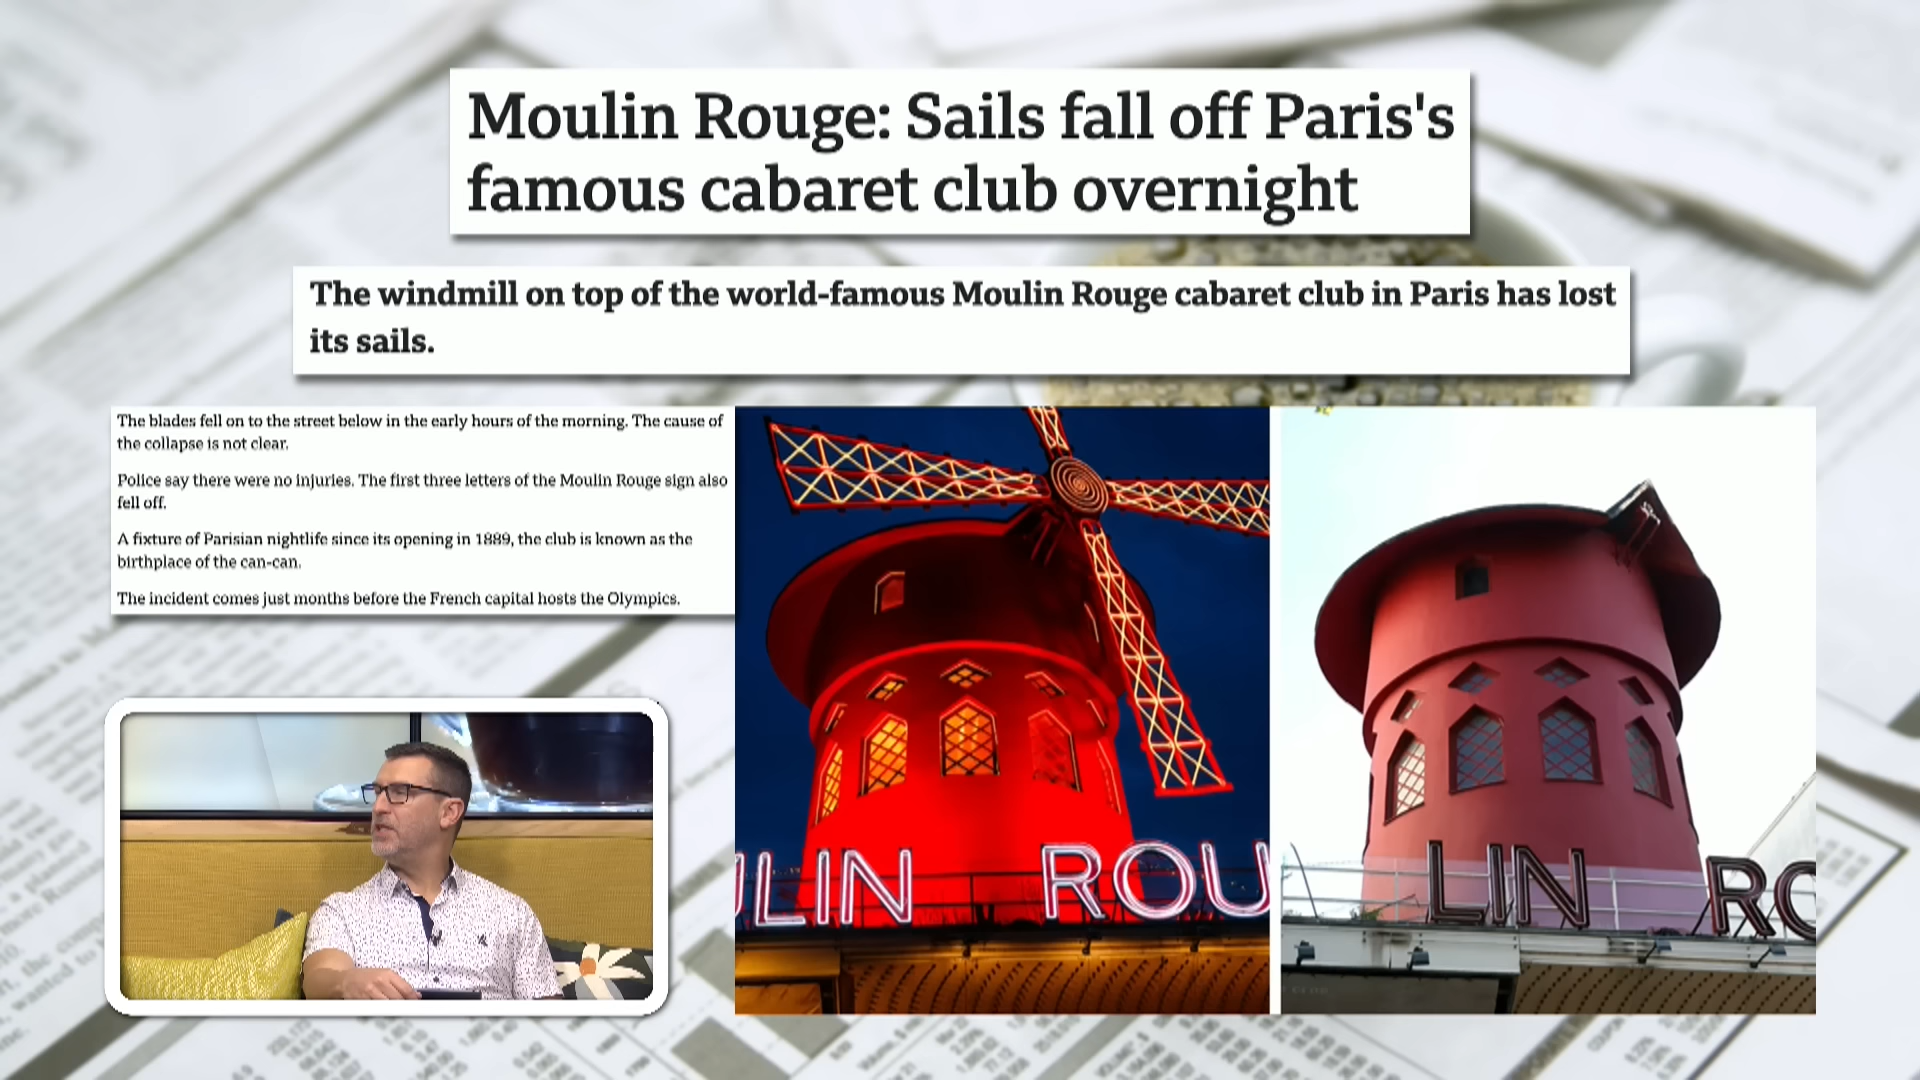 Moulin Rouge: Sails fall off Paris's
famous cabaret club overnight
The windmill on top of the world-famous Moulin Rouge cabaret club in Paris has lost
its sails.
The blades fell on to the street below in the early hours of the morning. The cause of
the collapse is not clear.
Police say there were no injuries. The first three letters of the Moulin Rouge sign also
fell off.
A fixture of Parisian nightlife since its opening in 1889, the club is known as the
birthplace of the can-can.
The incident comes just months before the French capital hosts the Olympics.
ULIN ROU
LIN RO